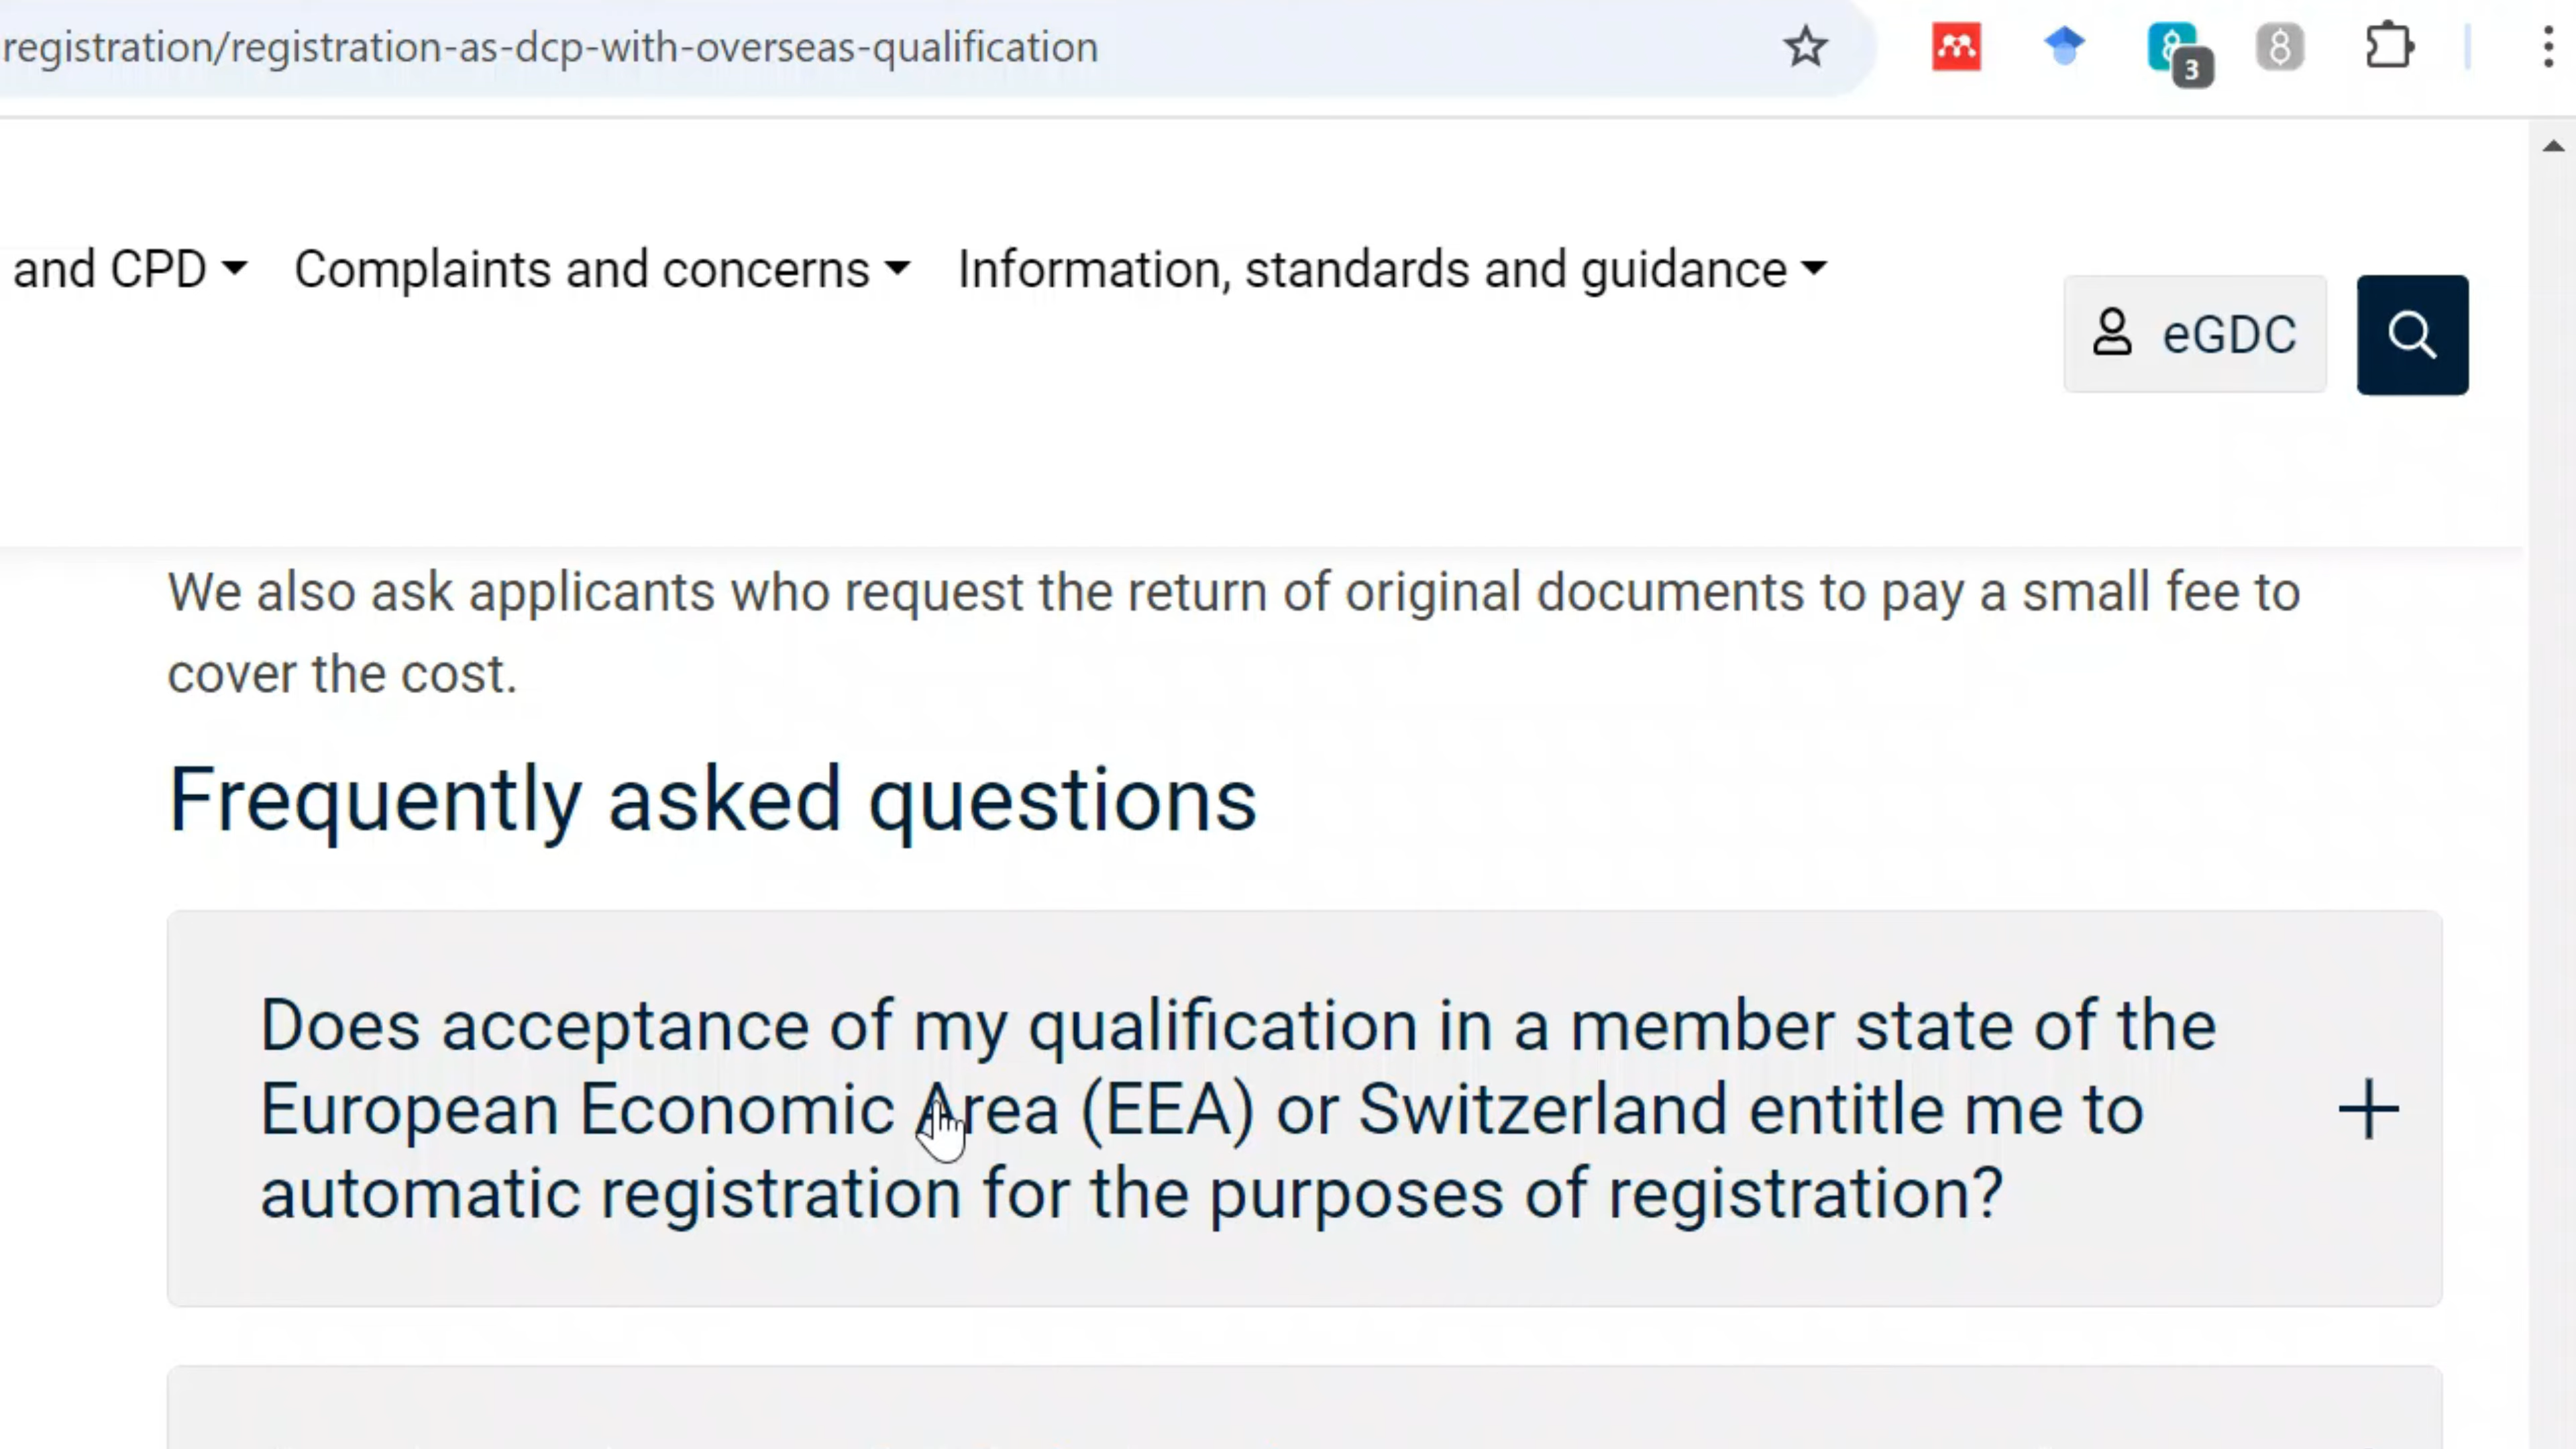 registration/registration-as-dcp-with-overseas-qualification
3
and CPD
Complaints and concerns
Information, standards and guidance
eGDC
We also ask applicants who request the return of original documents to pay a small fee to
cover the cost.
Frequently asked questions
Does acceptance of my qualification in a member state of the
European Economic Area (EEA) or Switzerland entitle me to
automatic registration for the purposes of registration?